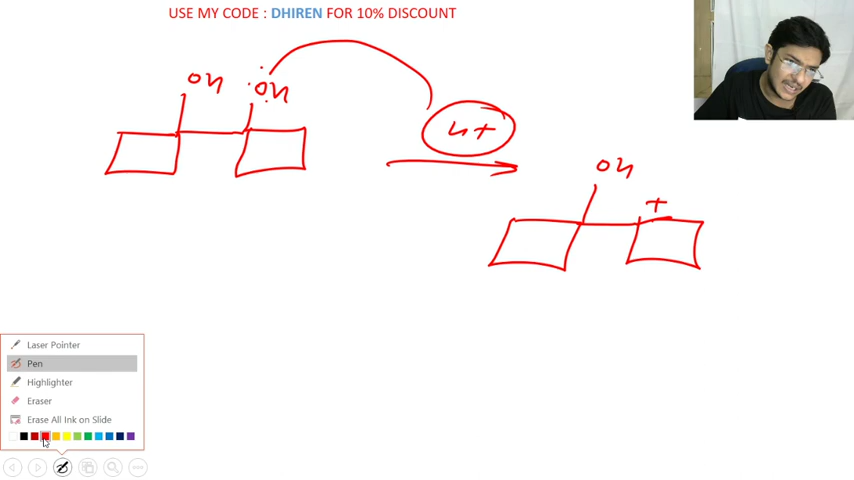 USE MY CODE : DHIREN FOR 10% DISCOUNT
OH
OH
H+
OH
+
Laser Pointer
Pen
Highlighter
Eraser
Erase All Ink on Slide